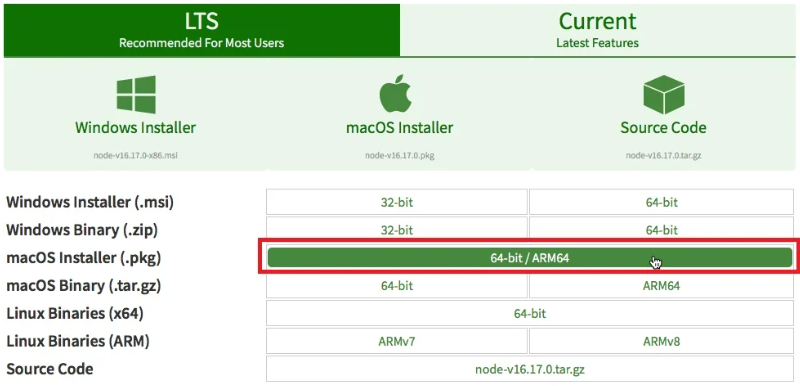 LTS
Recommended For Most Users
Current
Latest Features
Windows Installer
node-v16.17.0-x86.msi
macOS Installer
node-v16.17.0.pkg
Source Code
node-v16.17.0.tar.gz
Windows Installer (.msi) 32-bit 64-bit
Windows Binary (.zip) 32-bit 64-bit
macOS Installer (.pkg) 64-bit / ARM64
macOS Binary (.tar.gz) 64-bit ARM64
Linux Binaries (x64) 64-bit
Linux Binaries (ARM) ARMv7 ARMv8
Source Code node-v16.17.0.tar.gz